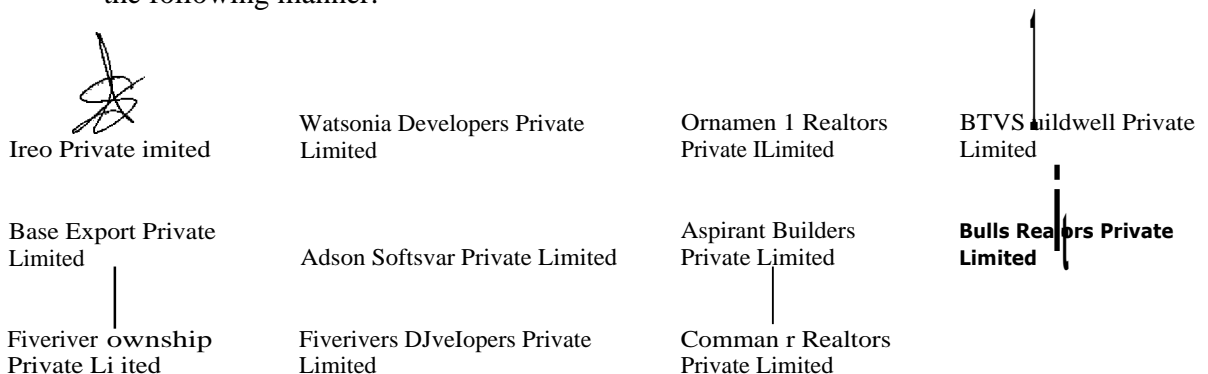 the following manner:
Ireo Private imited
Watsonia Developers Private
Limited
Ornamen 1 Realtors
Private ILimited
BTVS uildwell Private
Limited
Base Export Private
Limited
Adson Softsvar Private Limited
Aspirant Builders
Private Limited
Bulls Realtors Private
Limited
Fiveriver ownship
Private Li ited
Fiverivers DJveIopers Private
Limited
Comman r Realtors
Private Limited